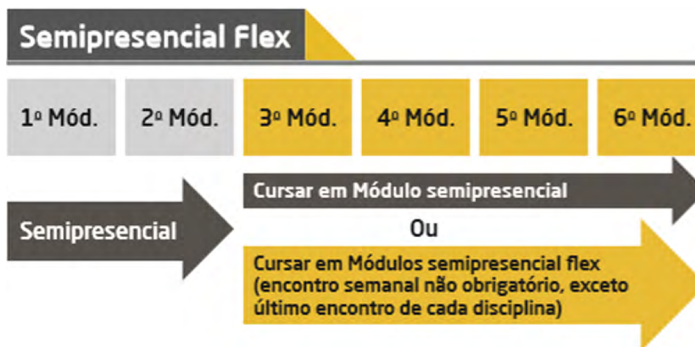 Semipresencial Flex
1º Mód. 2º Mód. 3º Mód. 4º Mód. 5º Mód. 6º Mód.
Semipresencial
Cursar em Módulo semipresencial
Ou
Cursar em Módulos semipresencial flex
(encontro semanal não obrigatório, exceto
último encontro de cada disciplina)